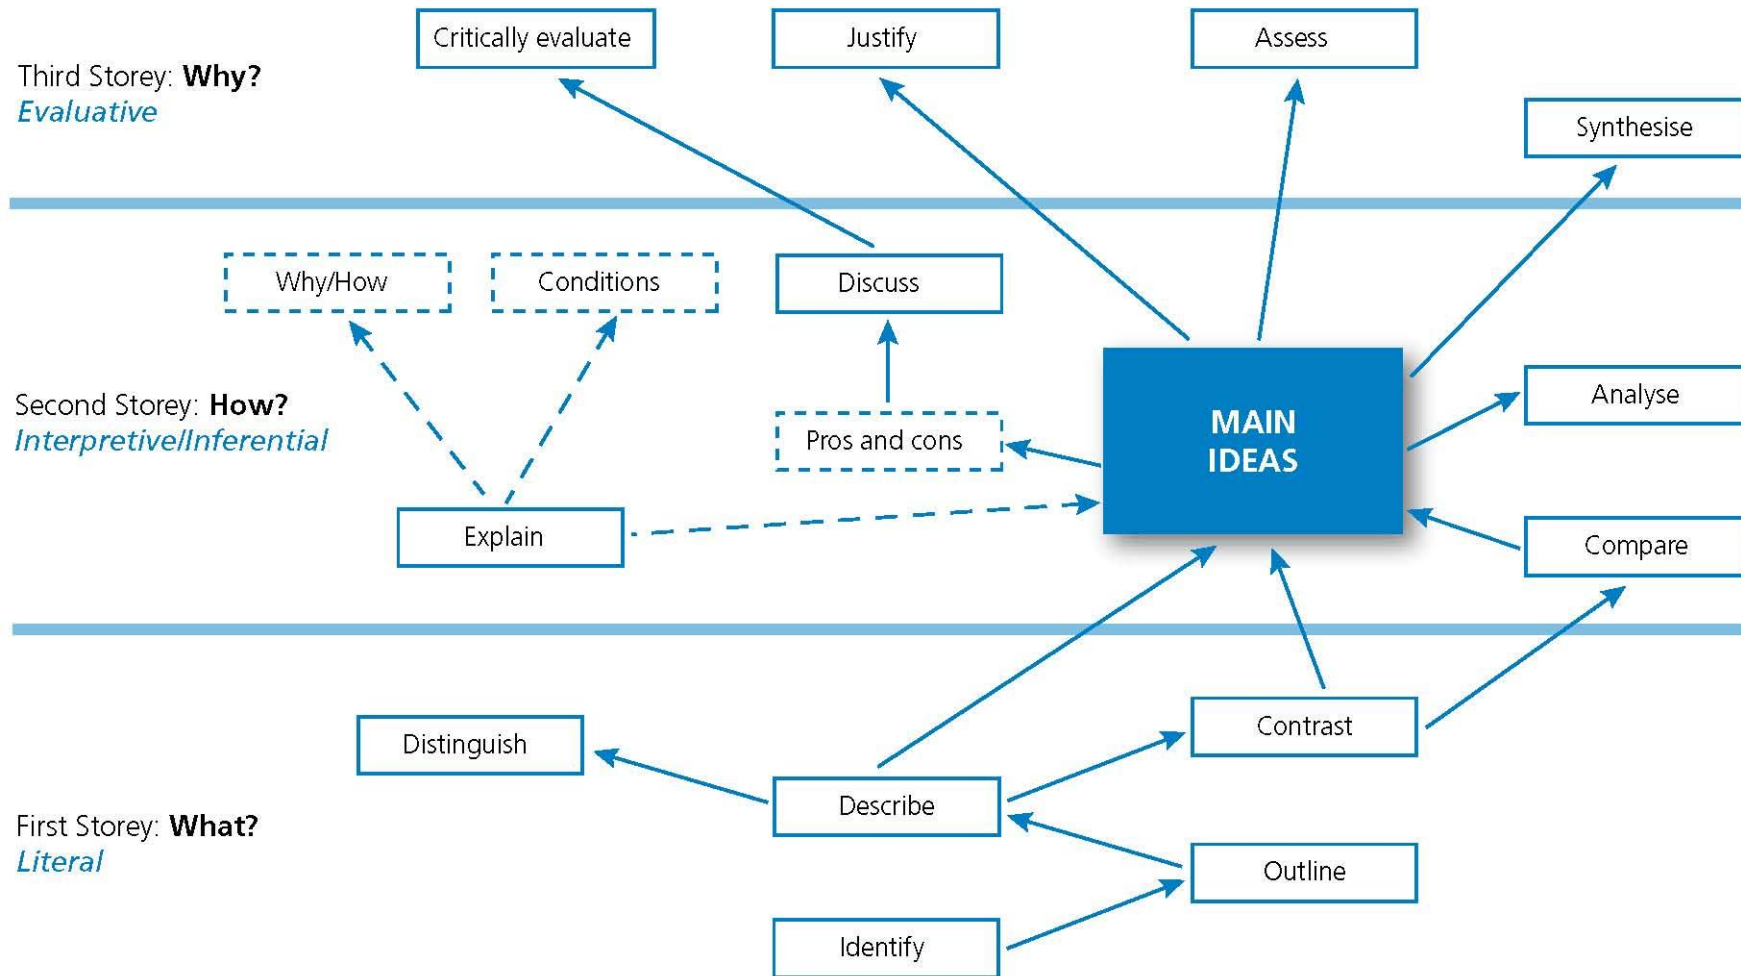 Critically evaluate
Justify
Assess
Third Storey: Why?
Evaluative
Synthesise
Why/How
Conditions
Discuss
Second Storey: How?
Interpretive/Inferential
Pros and cons
MAIN
IDEAS
Analyse
Explain
Compare
Distinguish
Contrast
Describe
First Storey: What?
Literal
Outline
Identify